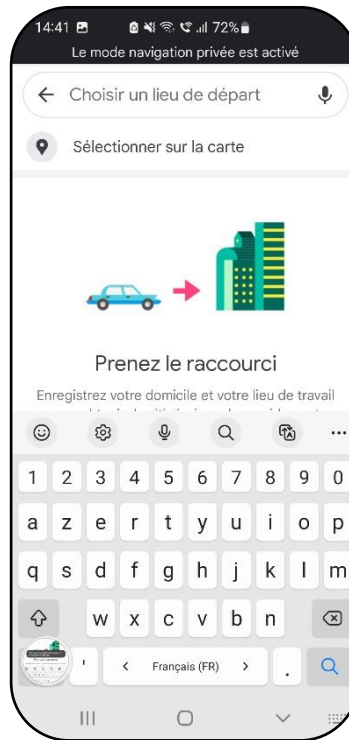 14:41 72%
Le mode navigation privée est activé
Choisir un lieu de départ
Sélectionner sur la carte
Prenez le raccourci
Enregistrez votre domicile et votre lieu de travail
1 2 3 4 5 6 7 8 9 0
a z e r t y u i o p
q s d f g h j k l m
w x c v b n
' < Français (FR) > .